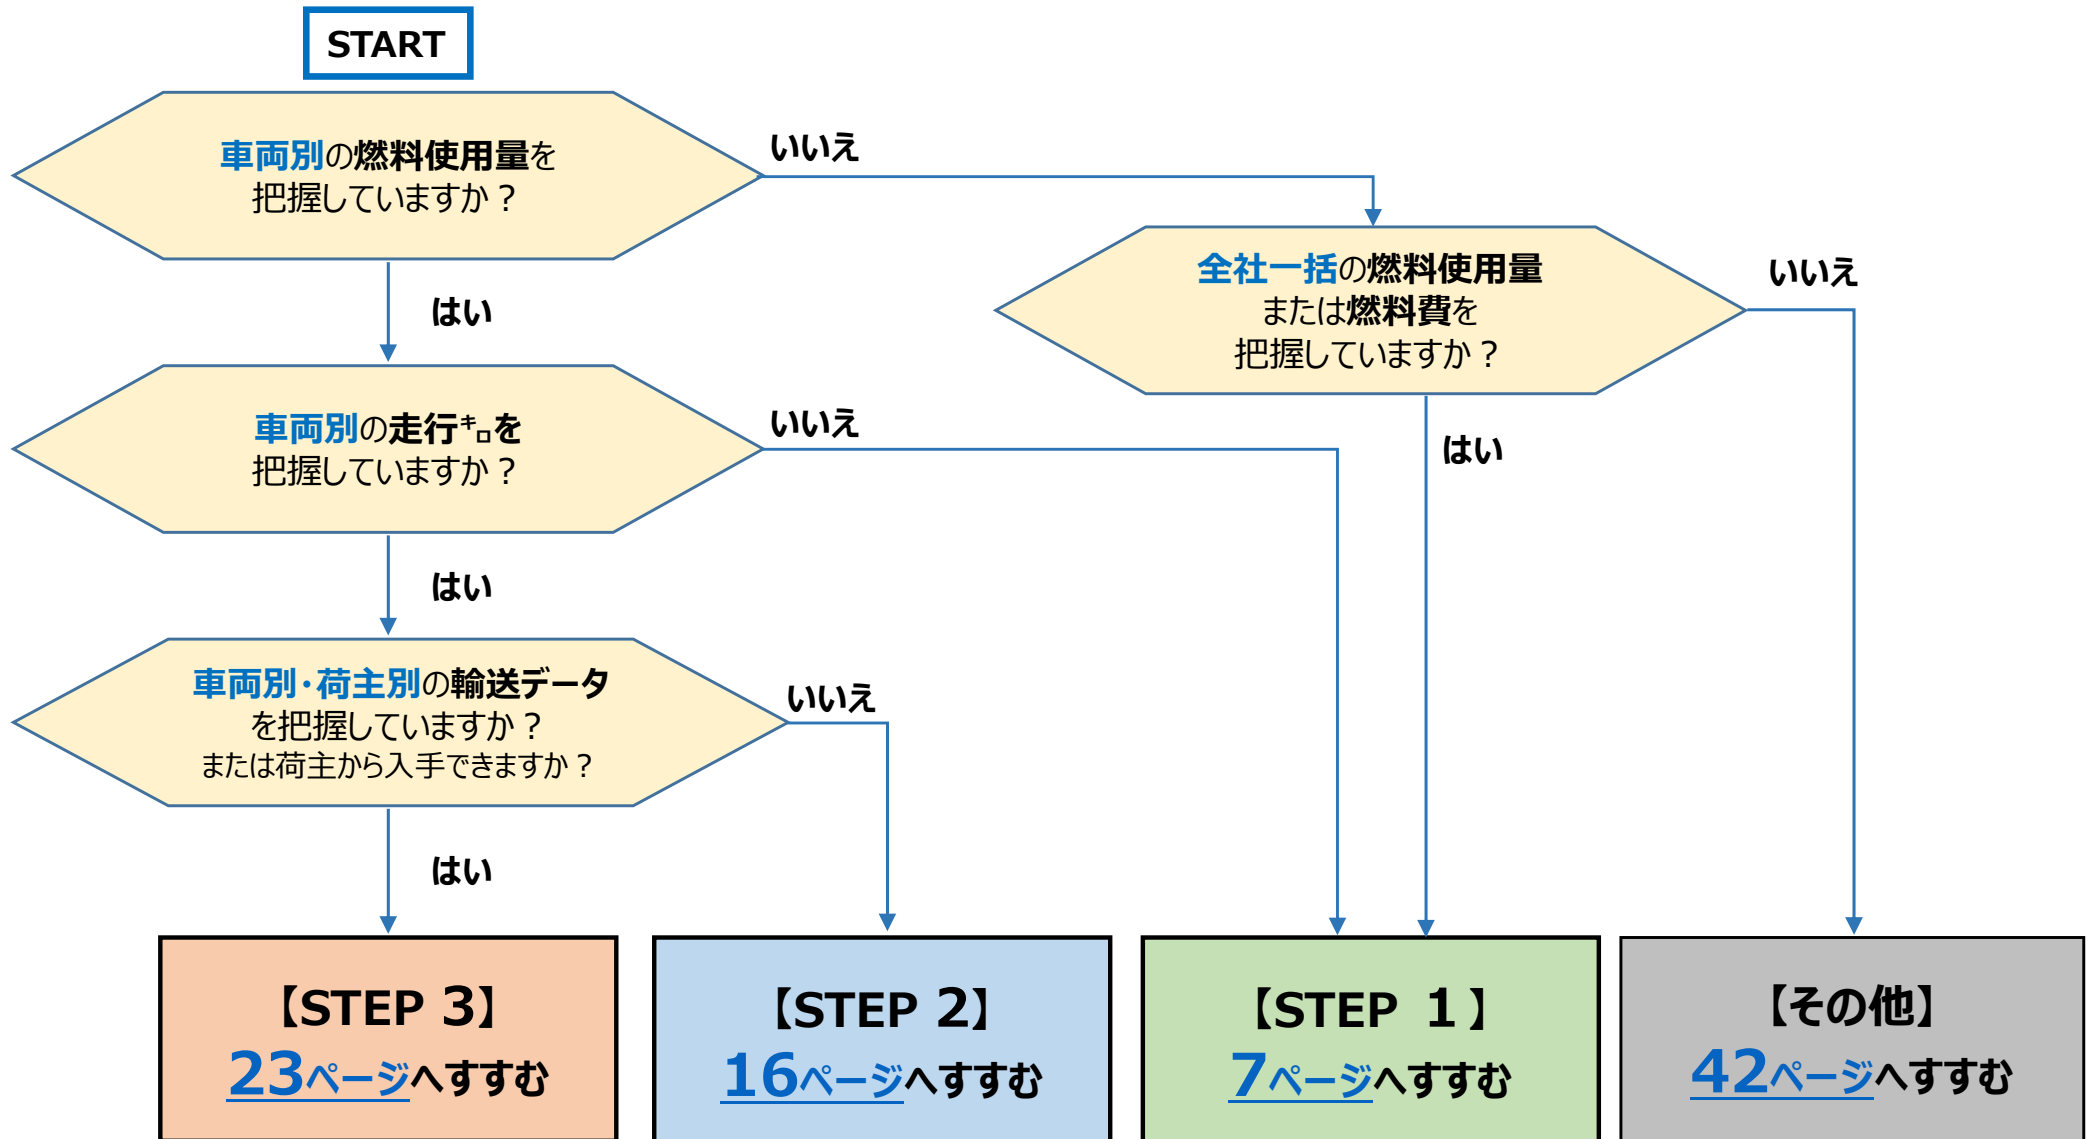 START
車両別の燃料使用量を
把握していますか？
いいえ
はい
全社一括の燃料使用量
または燃料費を
把握していますか？
いいえ
はい
車両別の走行㌔を
把握していますか？
いいえ
はい
車両別・荷主別の輸送データ
を把握していますか？
または荷主から入手できますか？
いいえ
はい
【STEP 3】
23ページへすすむ
【STEP 2】
16ページへすすむ
【STEP 1】
7ページへすすむ
【その他】
42ページへすすむ